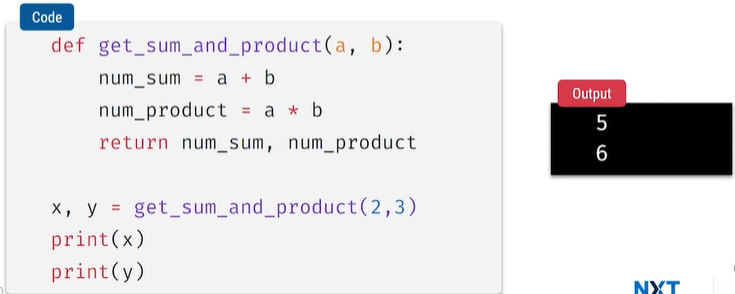 Code
def get_sum_and_product(a, b):
num_sum = a + b
num_product = a * b
return num_sum, num_product
x, y = get_sum_and_product(2,3)
print(x)
print(y)
Output
5
6
NXT